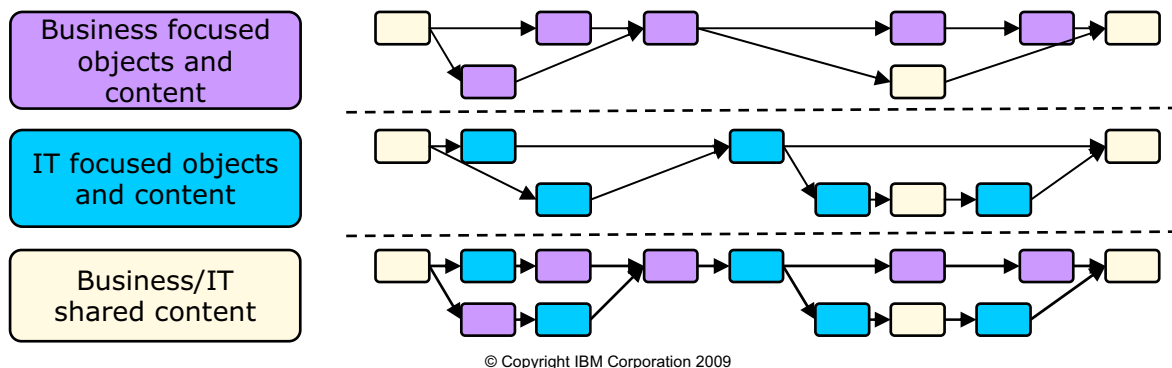 Business focused
objects and
content
IT focused objects
and content
Business/IT
shared content
© Copyright IBM Corporation 2009